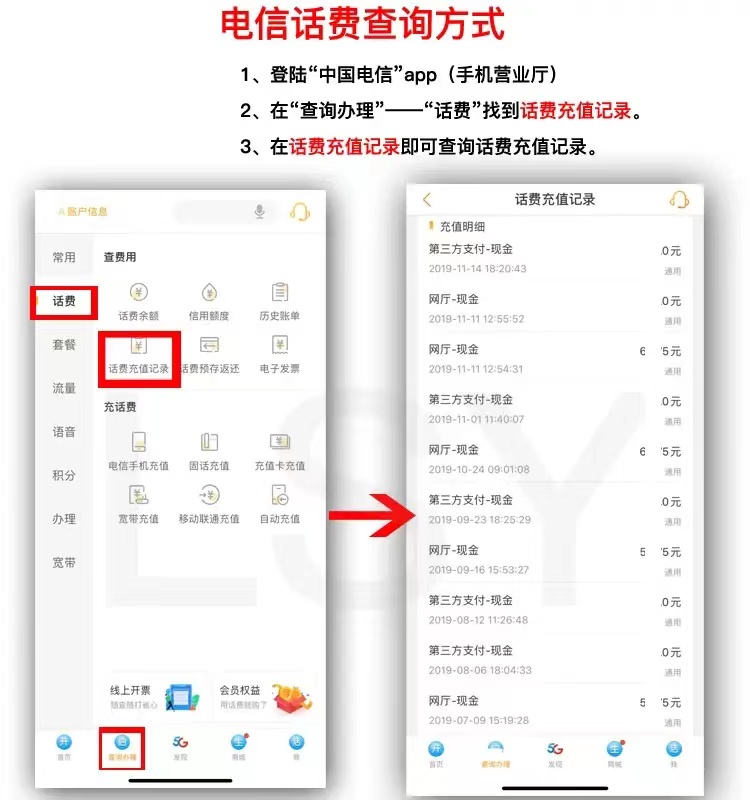 电信话费查询方式
1、登陆“中国电信”app（手机营业厅）
2、在“查询办理”——“话费”找到话费充值记录。
3、在话费充值记录即可查询话费充值记录。
账户信息
常用
话费
套餐
流量
语音
积分
办理
宽带
查费用
话费余额
信用额度
历史账单
话费充值记录
话费预存返还
电子发票
充话费
电信手机充值
固话充值
充值卡充值
宽带充值
移动联通充值
自动充值
线上开票
随查随打省心
会员权益
用话费就购了
首页
查询办理
5G
发现
商城
我
话费充值记录
充值明细
第三方支付-现金
.0元
2019-11-14 18:20:43
通用
网厅-现金
.0元
2019-11-11 12:55:52
通用
网厅-现金
6 75元
2019-11-11 12:54:31
通用
第三方支付-现金
.0元
2019-11-01 11:40:07
通用
网厅-现金
6 75元
2019-10-24 09:01:08
通用
第三方支付-现金
.0元
2019-09-23 18:25:29
通用
网厅-现金
5 75元
2019-09-16 15:53:27
通用
第三方支付-现金
.0元
2019-08-12 11:26:48
通用
第三方支付-现金
.0元
2019-08-06 18:04:33
通用
网厅-现金
5 75元
2019-07-09 15:19:28
通用
首页
查询办理
5G
发现
商城
我
LSY